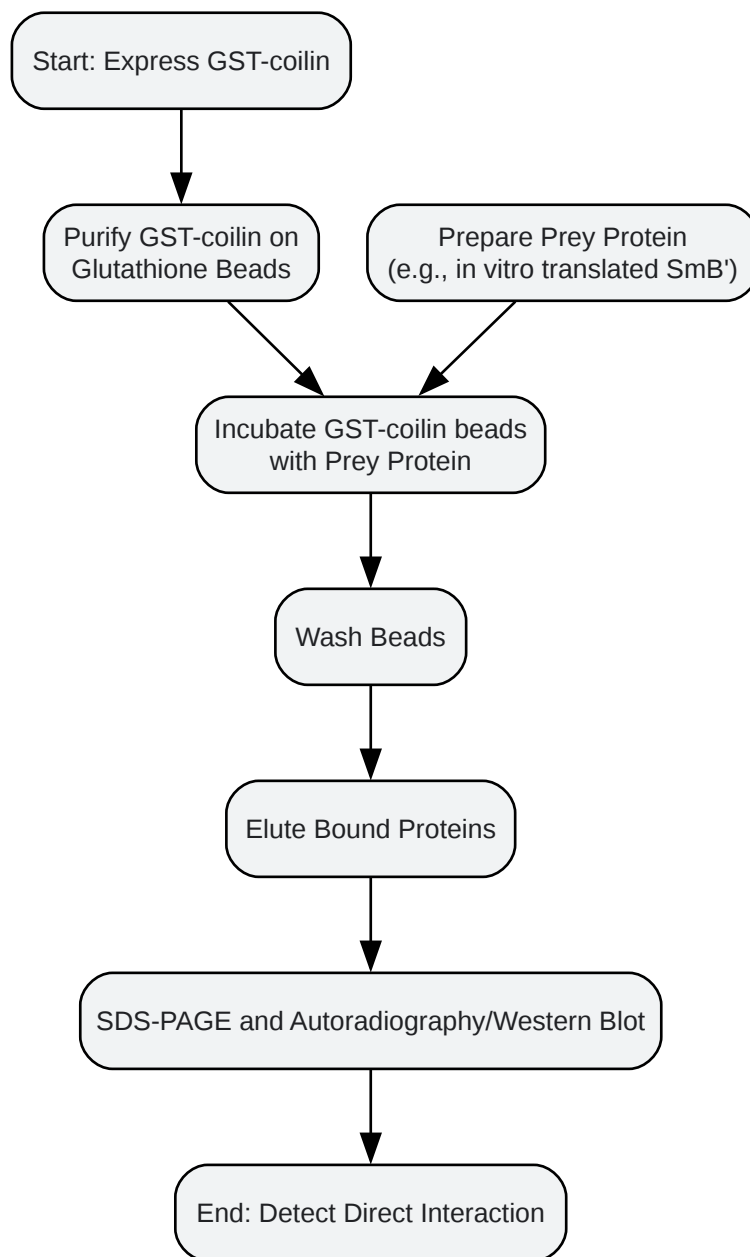 Start: Express GST-coilin
Purify GST-coilin on
Glutathione Beads
Prepare Prey Protein
(e.g., in vitro translated SmB')
Incubate GST-coilin beads
with Prey Protein
Wash Beads
Elute Bound Proteins
SDS-PAGE and Autoradiography/Western Blot
End: Detect Direct Interaction